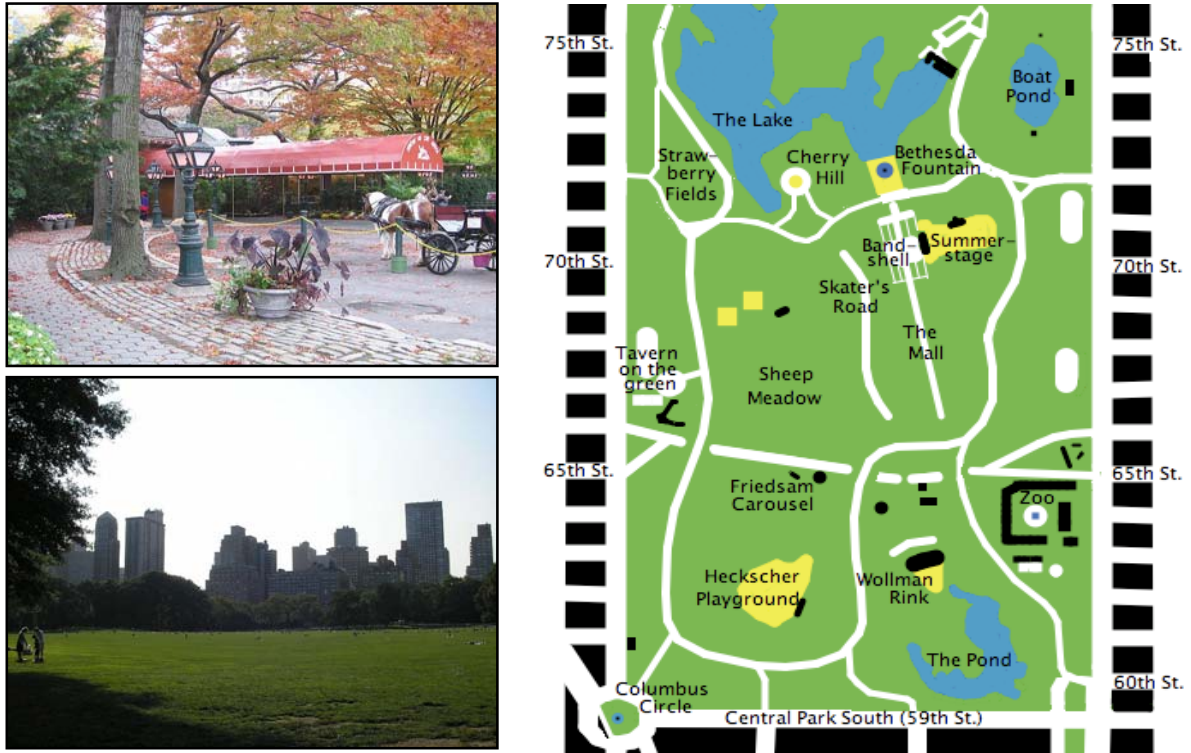 75th St.
75th St.
Boat
Pond
The Lake
Straw-
berry
Fields
Cherry
Hill
Bethesda
Fountain
Band-
shell
Summer-
stage
70th St.
70th St.
Skater's
Road
The
Mall
Tavern
on the
green
Sheep
Meadow
65th St.
65th St.
Friedsam
Carousel
Zoo
Heckscher
Playground
Wollman
Rink
The Pond
60th St.
Columbus
Circle
Central Park South (59th St.)